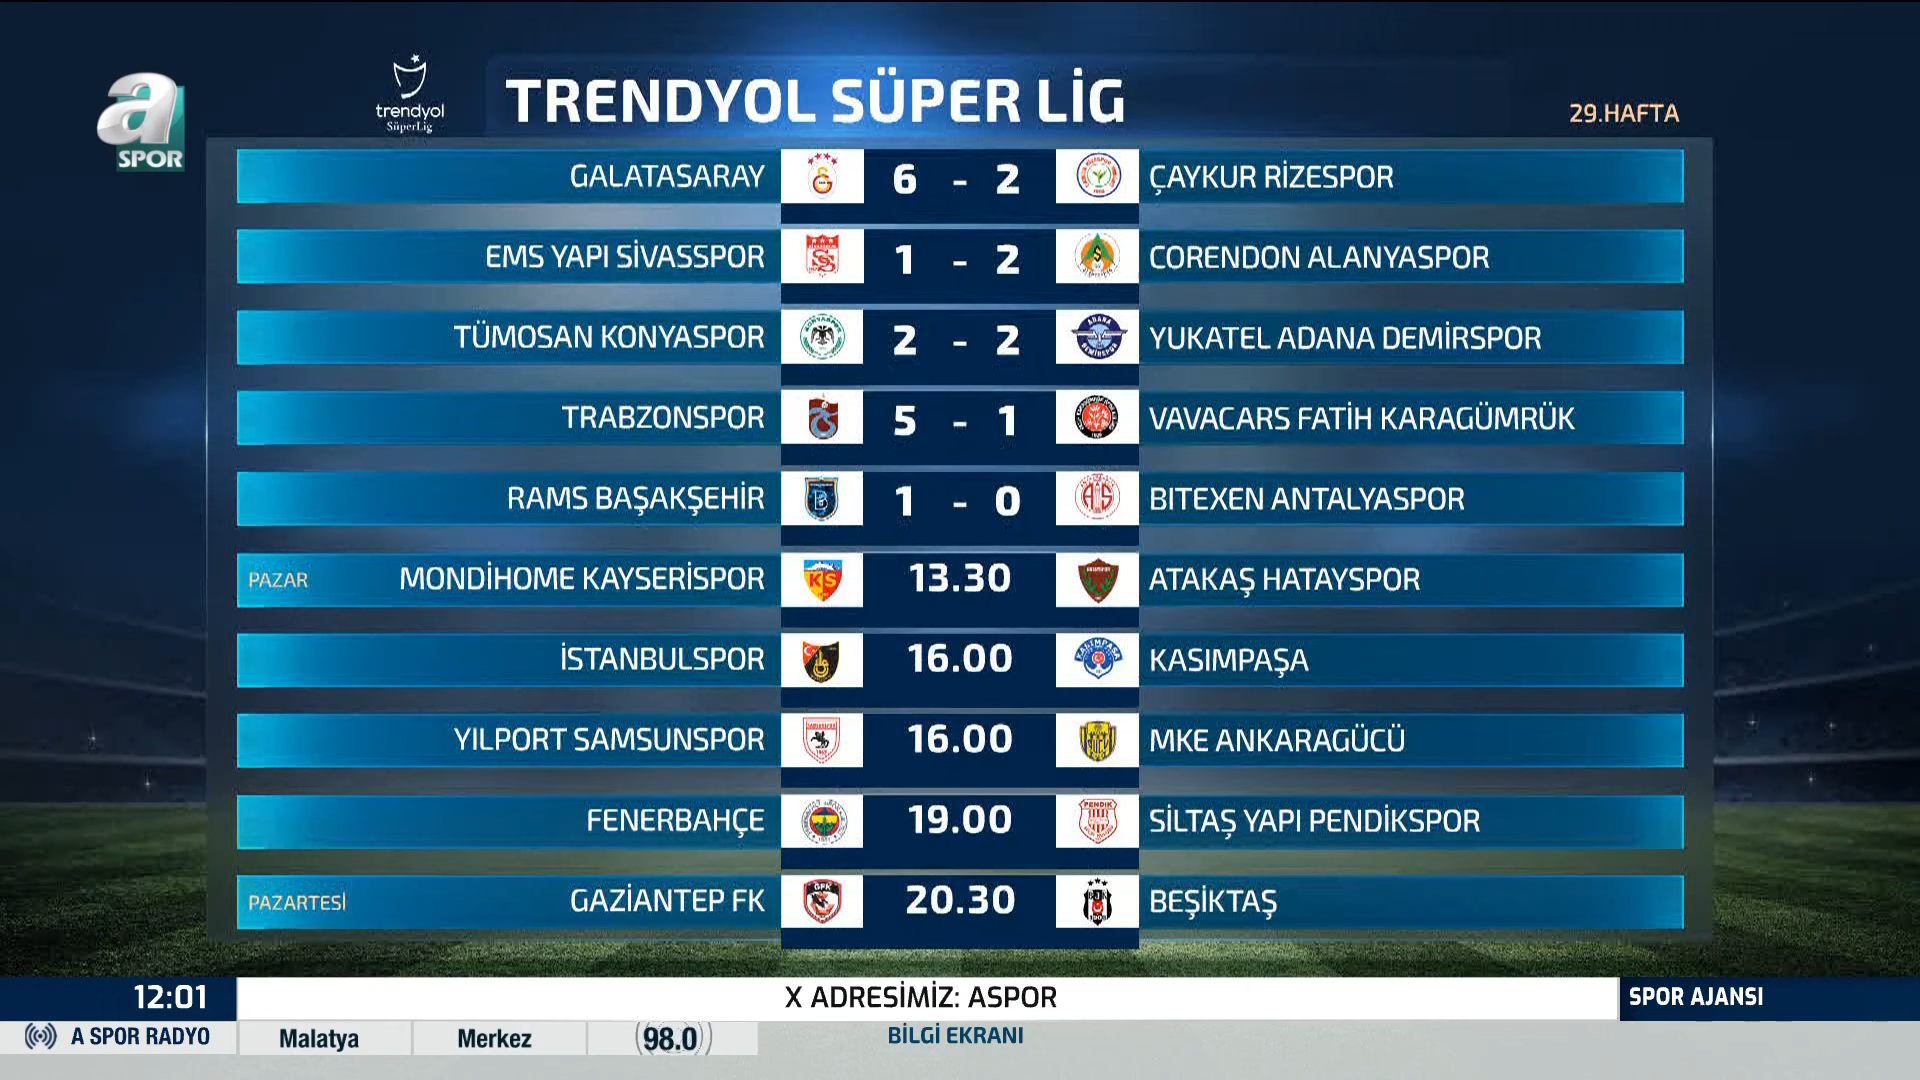 a
SPOR
trendyol
SüperLig
TRENDYOL SÜPER LİG
29.HAFTA
GALATASARAY 6 - 2 ÇAYKUR RİZESPOR
EMS YAPI SİVASSPOR 1 - 2 CORENDON ALANYASPOR
TÜMOSAN KONYASPOR 2 - 2 YUKATEL ADANA DEMİRSPOR
TRABZONSPOR 5 - 1 VAVACARS FATİH KARAGÜMRÜK
RAMS BAŞAKŞEHİR 1 - 0 BITEXEN ANTALYASPOR
PAZAR MONDİHOME KAYSERİSPOR 13.30 ATAKAŞ HATAYSPOR
İSTANBULSPOR 16.00 KASIMPAŞA
YILPORT SAMSUNSPOR 16.00 MKE ANKARAGÜCÜ
FENERBAHÇE 19.00 SİLTAŞ YAPI PENDİKSPOR
PAZARTESİ GAZİANTEP FK 20.30 BEŞİKTAŞ
12:01 X ADRESİMİZ: ASPOR SPOR AJANSI
A SPOR RADYO Malatya Merkez 98.0 BİLGİ EKRANI